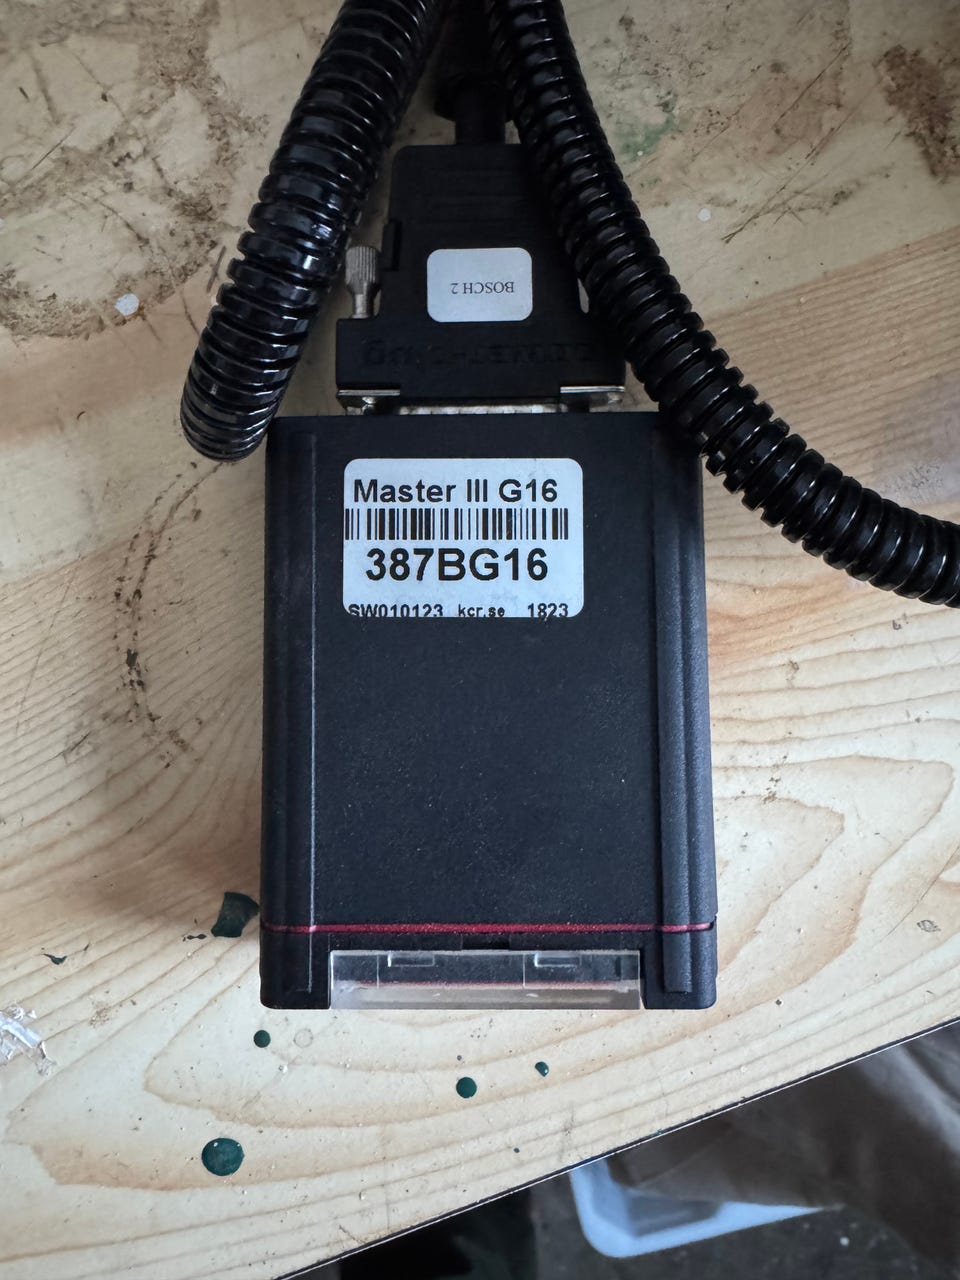 BOSCH 2
Master III G16
387BG16
SW010123 kcr.se 1823